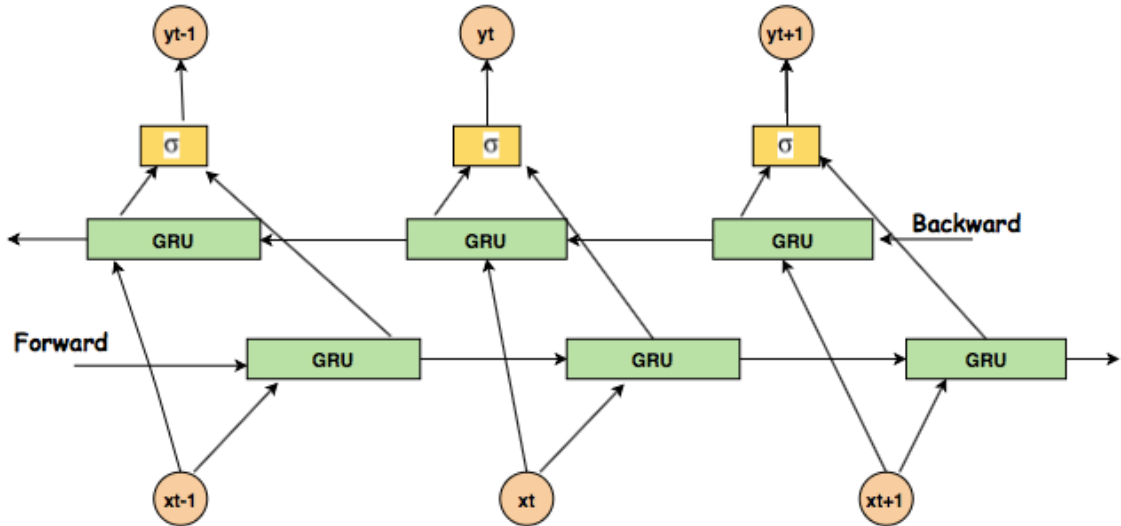 yt-1
yt
yt+1
σ
σ
σ
Backward
GRU
GRU
GRU
Forward
GRU
GRU
GRU
xt-1
xt
xt+1